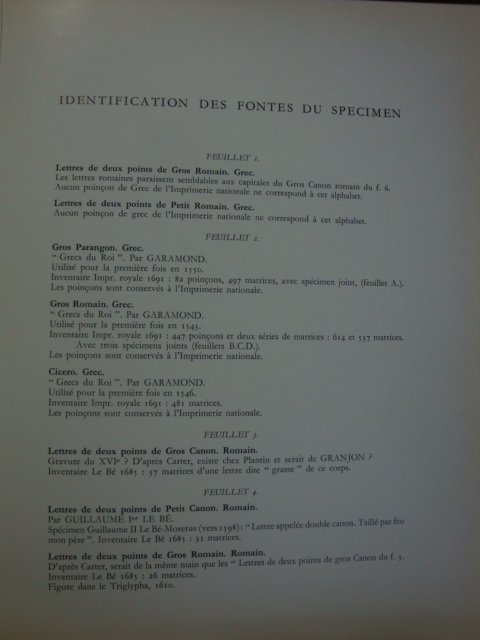 IDENTIFICATION DES FONTES DU SPECIMEN
FEUILLET 1.
Lettres de deux points de Gros Romain. Grec.
Les lettres romaines paraissent semblables aux capitales du Gros Canon romain du f. 6.
Aucun poinçon de Grec de l'Imprimerie nationale ne correspond à cet alphabet.
Lettres de deux points de Petit Romain. Grec.
Aucun poinçon de grec de l'Imprimerie nationale ne correspond à cet alphabet.
FEUILLET 2.
Gros Parangon. Grec.
" Grecs du Roi ". Par GARAMOND.
Utilisé pour la première fois en 1550.
Inventaire Impr. royale 1691 : 82 poinçons, 497 matrices, avec spécimen joint, (feuillet A.).
Les poinçons sont conservés à l'Imprimerie nationale.
Gros Romain. Grec.
" Grecs du Roi ". Par GARAMOND.
Utilisé pour la première fois en 1543.
Inventaire Impr. royale 1691 : 447 poinçons et deux séries de matrices : 614 et 537 matrices.
Avec trois spécimens joints (feuillets B.C.D.).
Les poinçons sont conservés à l'Imprimerie nationale.
Cicero. Grec.
" Grecs du Roi ". Par GARAMOND.
Utilisé pour la première fois en 1546.
Inventaire Impr. royale 1691 : 481 matrices.
Les poinçons sont conservés à l'Imprimerie nationale.
FEUILLET 3.
Lettres de deux points de Gros Canon. Romain.
Gravure du XVIe ? D'après Carter, existe chez Plantin et serait de GRANJON ?
Inventaire Le Bé 1685 : 37 matrices d'une lettre dite " grasse " de ce corps.
FEUILLET 4.
Lettres de deux points de Petit Canon. Romain.
Par GUILLAUME Ier LE BÉ.
Spécimen Guillaume II Le Bé-Moretus (vers 1598) : " Lettre appelée double canon. Taillé par feu
mon père ". Inventaire Le Bé 1685 : 31 matrices.
Lettres de deux points de Gros Romain. Romain.
D'après Carter, serait de la même main que les " Lettres de deux points de gros Canon du f. 3.
Inventaire Le Bé 1685 : 26 matrices.
Figure dans le Triglypha, 1610.